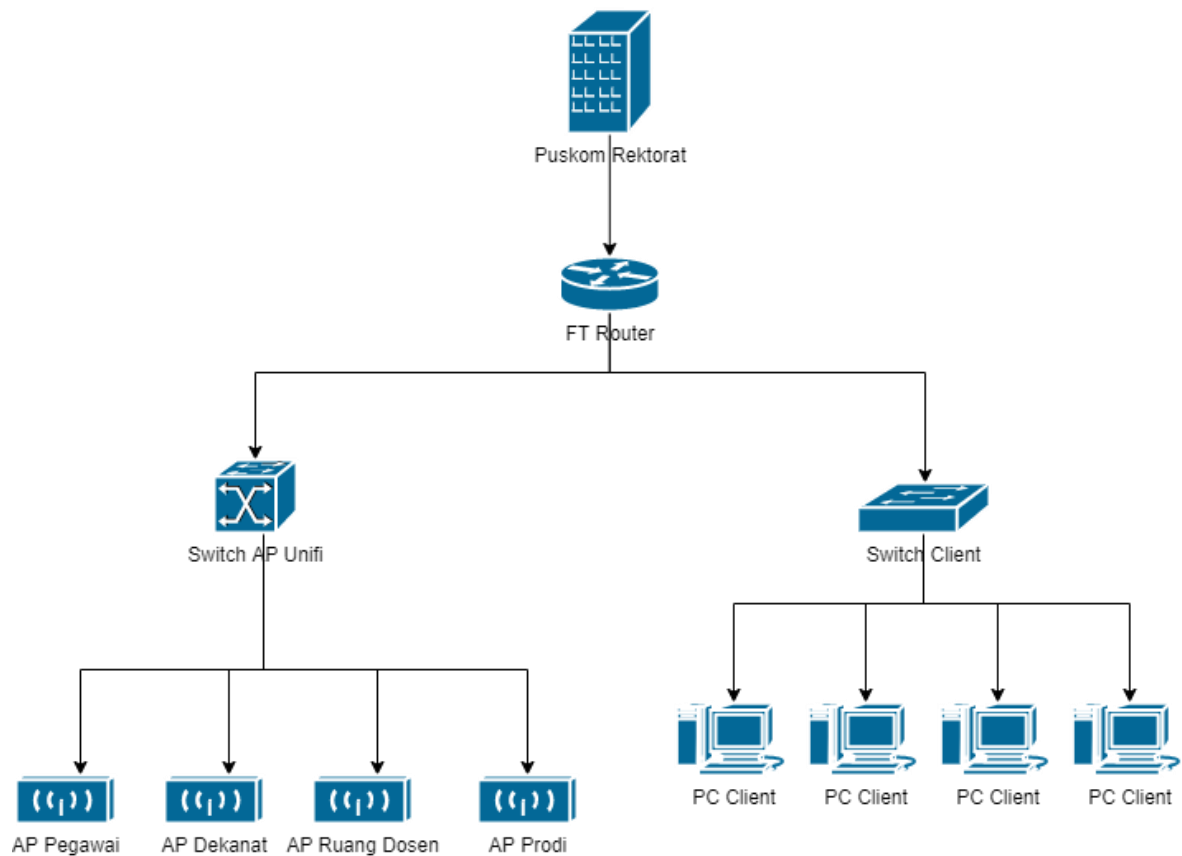 Puskom Rektorat
FT Router
Switch AP Unifi
Switch Client
PC Client
PC Client
PC Client
PC Client
AP Pegawai
AP Dekanat
AP Ruang Dosen
AP Prodi